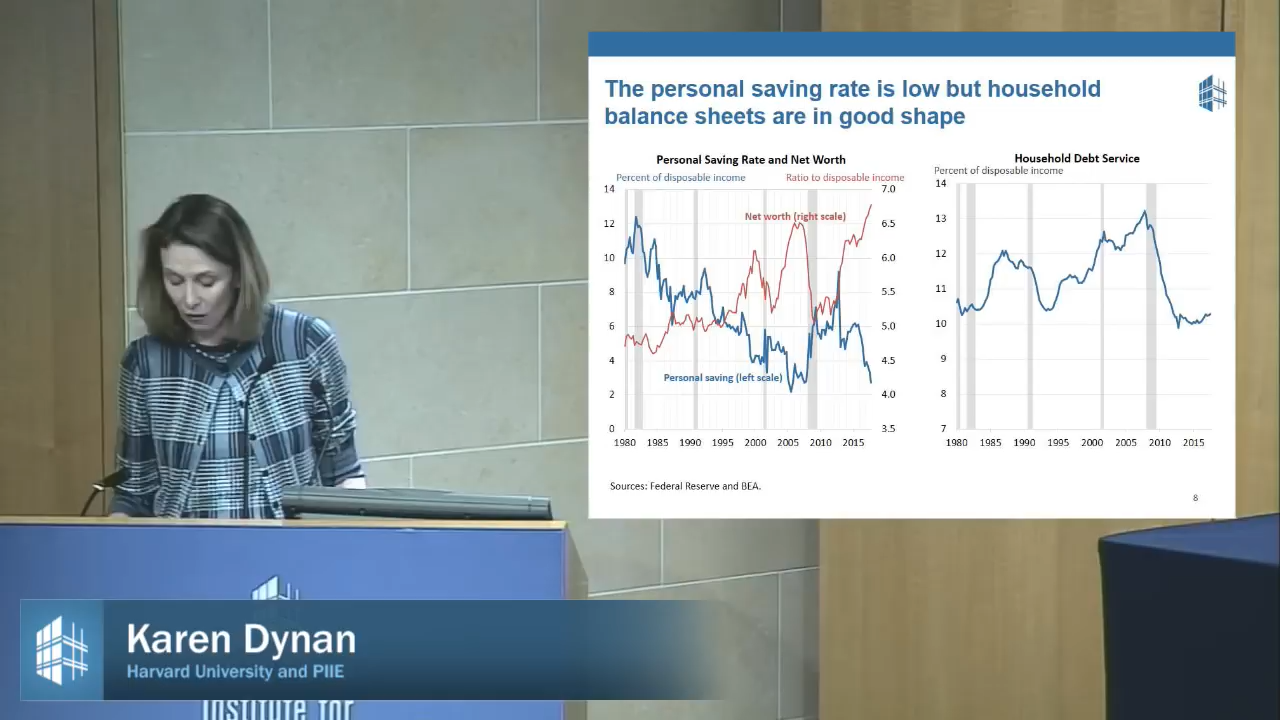 The personal saving rate is low but household
balance sheets are in good shape
Personal Saving Rate and Net Worth
Percent of disposable income
Ratio to disposable income
14
12
10
8
6
4
2
0
7.0
6.5
6.0
5.5
5.0
4.5
4.0
3.5
Net worth (right scale)
Personal saving (left scale)
1980 1985 1990 1995 2000 2005 2010 2015
Household Debt Service
Percent of disposable income
14
13
12
11
10
9
8
7
1980 1985 1990 1995 2000 2005 2010 2015
Sources: Federal Reserve and BEA.
8
Karen Dynan
Harvard University and PIIE
Institute for